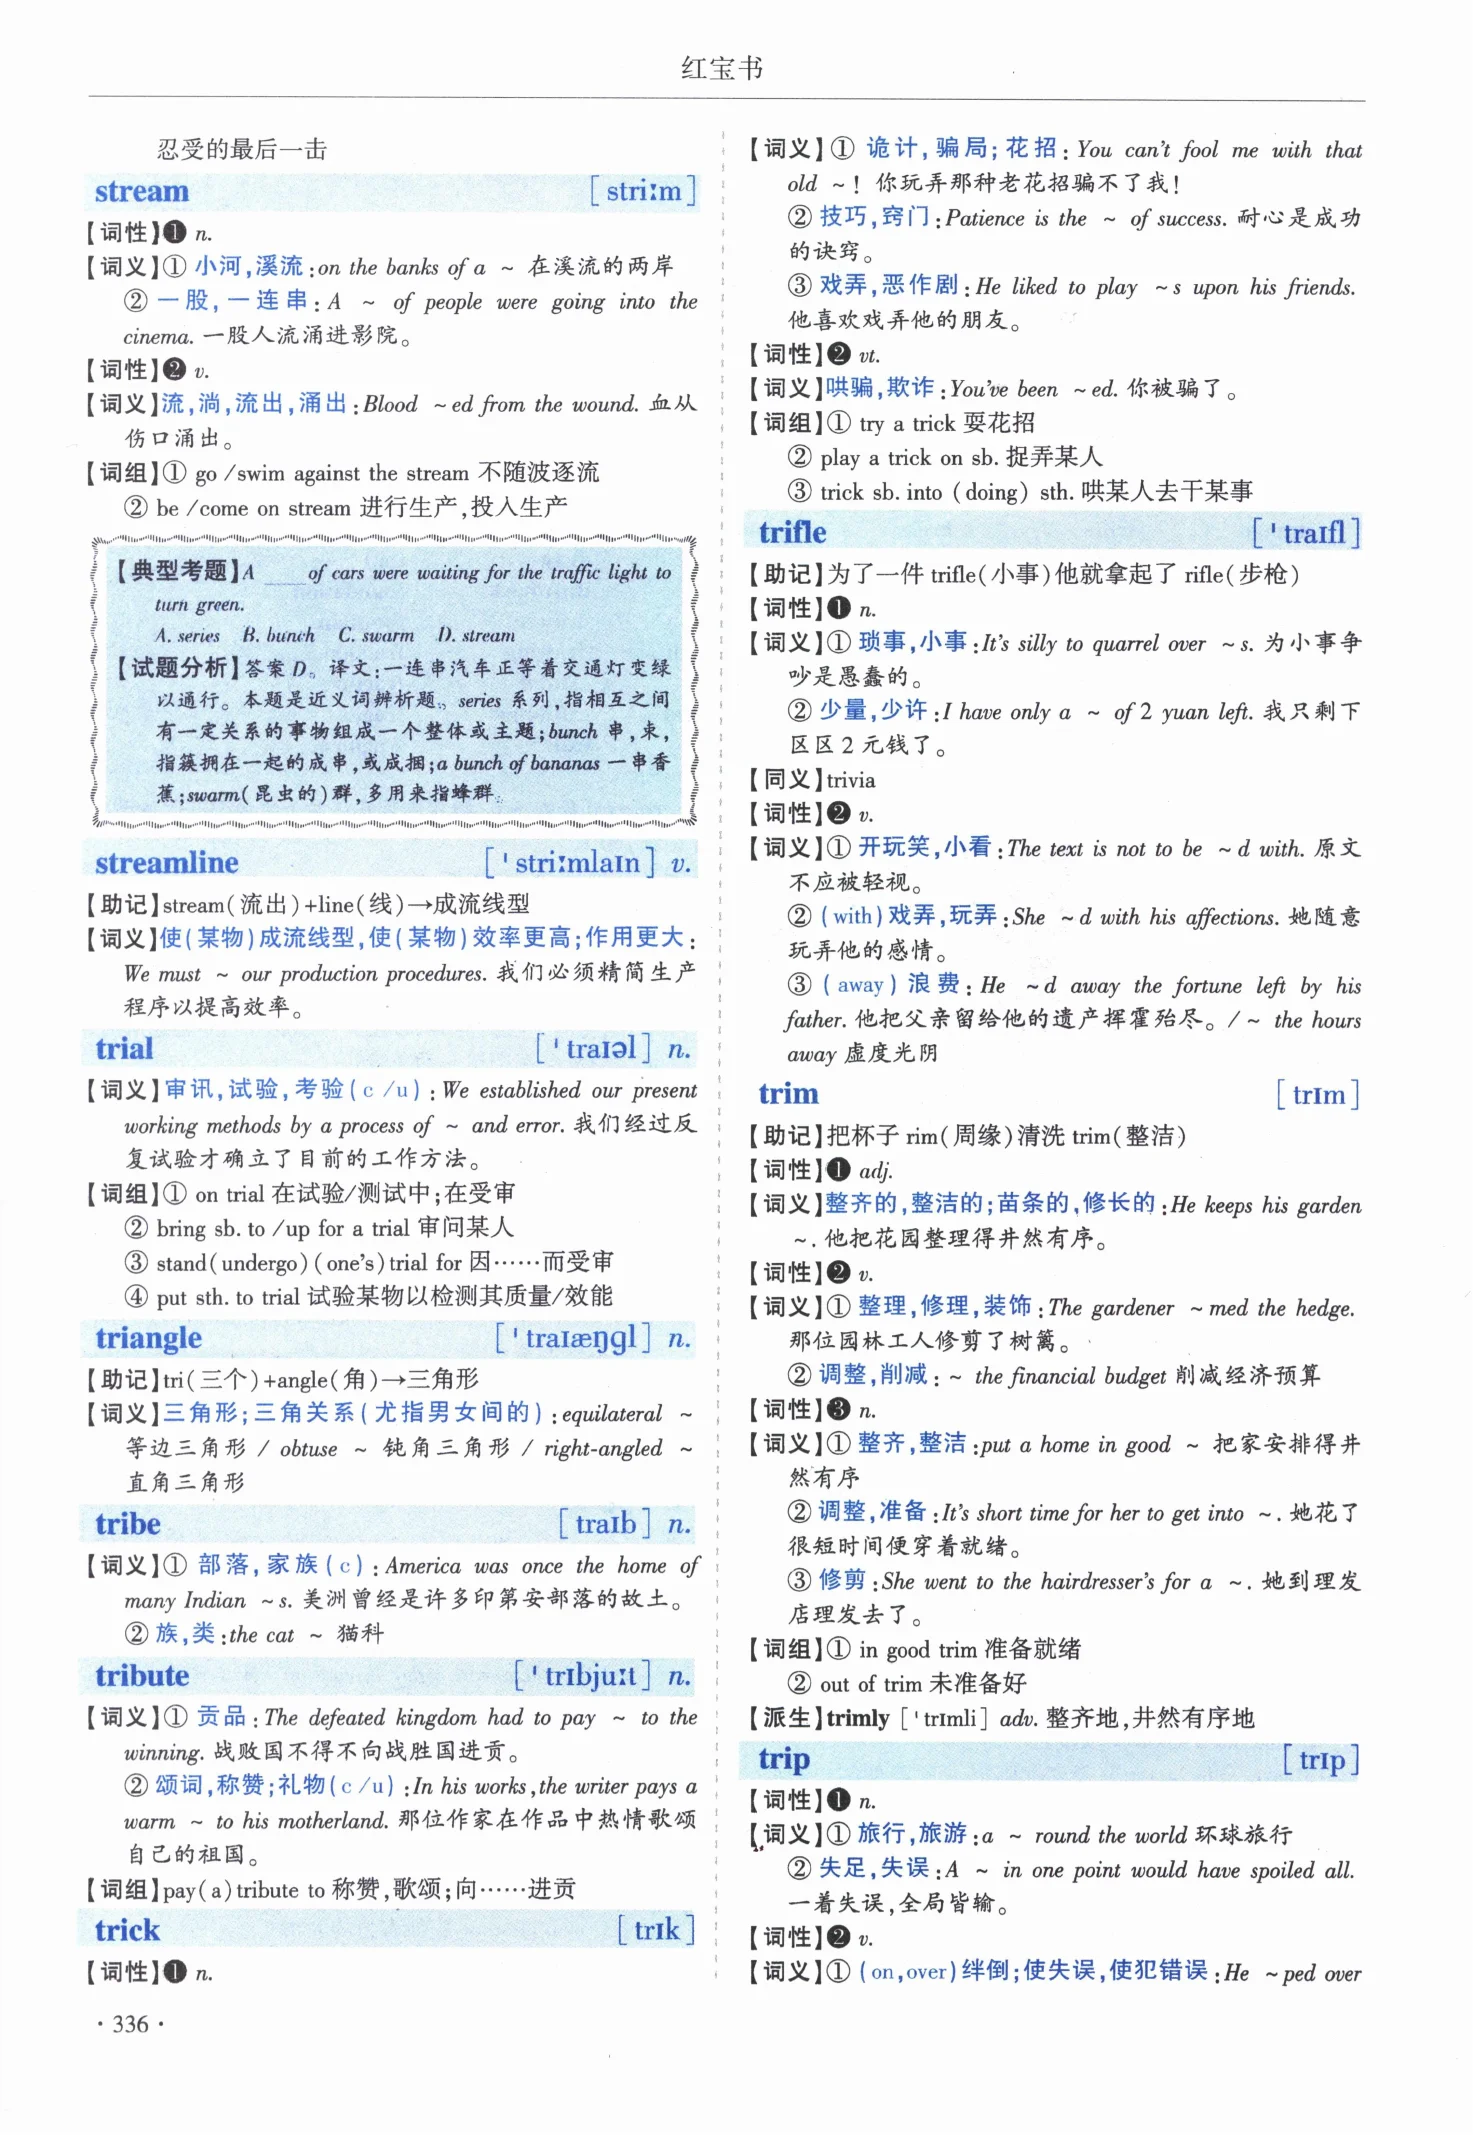 红宝书
忍受的最后一击
stream [striːm]
【词性】❶ n.
【词义】① 小河,溪流:on the banks of a ~ 在溪流的两岸
② 一股,一连串:A ~ of people were going into the
cinema. 一股人流涌进影院。
【词性】❷ v.
【词义】流,淌,流出,涌出:Blood ~ed from the wound. 血从
伤口涌出。
【词组】① go /swim against the stream 不随波逐流
② be /come on stream 进行生产,投入生产
【典型考题】A ___ of cars were waiting for the traffic light to
turn green.
A. series B. bunch C. swarm D. stream
【试题分析】答案 D。译文:一连串汽车正等着交通灯变绿
以通行。本题是近义词辨析题。series 系列,指相互之间
有一定关系的事物组成一个整体或主题;bunch 串,束,
指簇拥在一起的成串,或成捆;a bunch of bananas 一串香
蕉;swarm(昆虫的)群,多用来指蜂群。
streamline [ˈstriːmlaɪn] v.
【助记】stream(流出)+line(线)→成流线型
【词义】使(某物)成流线型,使(某物)效率更高;作用更大:
We must ~ our production procedures. 我们必须精简生产
程序以提高效率。
trial [ˈtraɪəl] n.
【词义】审讯,试验,考验(c /u):We established our present
working methods by a process of ~ and error. 我们经过反
复试验才确立了目前的工作方法。
【词组】① on trial 在试验/测试中;在受审
② bring sb. to /up for a trial 审问某人
③ stand(undergo)(one's)trial for 因……而受审
④ put sth. to trial 试验某物以检测其质量/效能
triangle [ˈtraɪæŋgl] n.
【助记】tri(三个)+angle(角)→三角形
【词义】三角形;三角关系(尤指男女间的):equilateral ~
等边三角形 / obtuse ~ 钝角三角形 / right-angled ~
直角三角形
tribe [traɪb] n.
【词义】① 部落,家族(c):America was once the home of
many Indian ~s. 美洲曾经是许多印第安部落的故土。
② 族,类:the cat ~ 猫科
tribute [ˈtrɪbjuːt] n.
【词义】① 贡品:The defeated kingdom had to pay ~ to the
winning. 战败国不得不向战胜国进贡。
② 颂词,称赞;礼物(c /u):In his works,the writer pays a
warm ~ to his motherland. 那位作家在作品中热情歌颂
自己的祖国。
【词组】pay(a)tribute to 称赞,歌颂;向……进贡
trick [trɪk]
【词性】❶ n.
· 336 ·
【词义】① 诡计,骗局;花招:You can't fool me with that
old ~! 你玩弄那种老花招骗不了我!
② 技巧,窍门:Patience is the ~ of success. 耐心是成功
的诀窍。
③ 戏弄,恶作剧:He liked to play ~s upon his friends.
他喜欢戏弄他的朋友。
【词性】❷ vt.
【词义】哄骗,欺诈:You've been ~ed. 你被骗了。
【词组】① try a trick 耍花招
② play a trick on sb. 捉弄某人
③ trick sb. into (doing) sth. 哄某人去干某事
trifle [ˈtraɪfl]
【助记】为了一件 trifle(小事)他就拿起了 rifle(步枪)
【词性】❶ n.
【词义】① 琐事,小事:It's silly to quarrel over ~s. 为小事争
吵是愚蠢的。
② 少量,少许:I have only a ~ of 2 yuan left. 我只剩下
区区 2 元钱了。
【同义】trivia
【词性】❷ v.
【词义】① 开玩笑,小看:The text is not to be ~d with. 原文
不应被轻视。
② (with)戏弄,玩弄:She ~d with his affections. 她随意
玩弄他的感情。
③ (away)浪费:He ~d away the fortune left by his
father. 他把父亲留给他的遗产挥霍殆尽。/ ~ the hours
away 虚度光阴
trim [trɪm]
【助记】把杯子 rim(周缘)清洗 trim(整洁)
【词性】❶ adj.
【词义】整齐的,整洁的;苗条的,修长的:He keeps his garden
~. 他把花园整理得井然有序。
【词性】❷ v.
【词义】① 整理,修理,装饰:The gardener ~med the hedge.
那位园林工人修剪了树篱。
② 调整,削减:~ the financial budget 削减经济预算
【词性】❸ n.
【词义】① 整齐,整洁:put a home in good ~ 把家安排得井
然有序
② 调整,准备:It's short time for her to get into ~. 她花了
很短时间便穿着就绪。
③ 修剪:She went to the hairdresser's for a ~. 她到理发
店理发去了。
【词组】① in good trim 准备就绪
② out of trim 未准备好
【派生】trimly [ˈtrɪmli] adv. 整齐地,井然有序地
trip [trɪp]
【词性】❶ n.
【词义】① 旅行,旅游:a ~ round the world 环球旅行
② 失足,失误:A ~ in one point would have spoiled all.
一着失误,全局皆输。
【词性】❷ v.
【词义】① (on,over)绊倒;使失误,使犯错误:He ~ped over